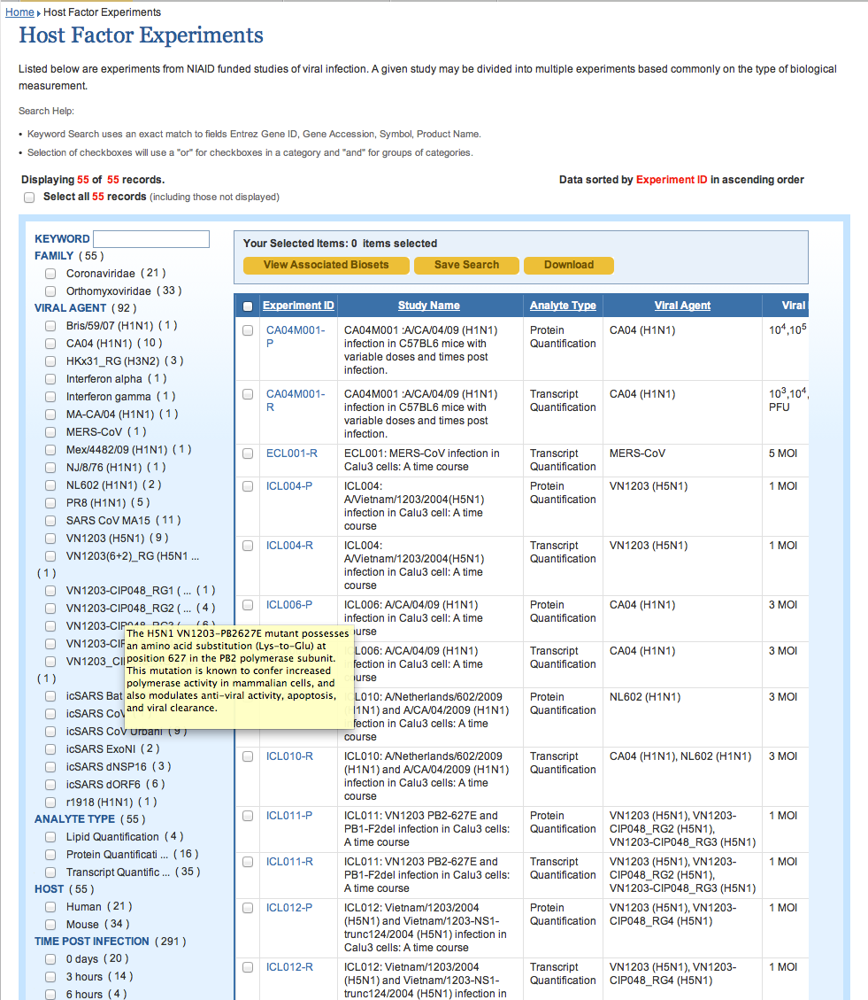 Home ▸ Host Factor Experiments
Host Factor Experiments
Listed below are experiments from NIAID funded studies of viral infection. A given study may be divided into multiple experiments based commonly on the type of biological
measurement.
Search Help:
• Keyword Search uses an exact match to fields Entrez Gene ID, Gene Accession, Symbol, Product Name.
• Selection of checkboxes will use a "or" for checkboxes in a category and "and" for groups of categories.
Displaying 55 of 55 records.
Data sorted by Experiment ID in ascending order
Select all 55 records (including those not displayed)
KEYWORD
FAMILY ( 55 )
Coronaviridae ( 21 )
Orthomyxoviridae ( 33 )
VIRAL AGENT ( 92 )
Bris/59/07 (H1N1) ( 1 )
CA04 (H1N1) ( 10 )
HKx31_RG (H3N2) ( 3 )
Interferon alpha ( 1 )
Interferon gamma ( 1 )
MA-CA/04 (H1N1) ( 1 )
MERS-CoV ( 1 )
Mex/4482/09 (H1N1) ( 1 )
NJ/8/76 (H1N1) ( 1 )
NL602 (H1N1) ( 2 )
PR8 (H1N1) ( 5 )
SARS CoV MA15 ( 11 )
VN1203 (H5N1) ( 9 )
VN1203(6+2)_RG (H5N1 ...
( 1 )
VN1203-CIP048_RG1 ( ... ( 1 )
VN1203-CIP048_RG2 ( ... ( 4 )
VN1203-CIP048_RG3 ( ... ( 6 )
VN1203-CIP
VN1203_CI
( 1 )
icSARS Bat
icSARS CoV
icSARS CoV Urbani ( 9 )
icSARS ExoNI ( 2 )
icSARS dNSP16 ( 3 )
icSARS dORF6 ( 6 )
r1918 (H1N1) ( 1 )
ANALYTE TYPE ( 55 )
Lipid Quantification ( 4 )
Protein Quantificati ... ( 16 )
Transcript Quantific ... ( 35 )
HOST ( 55 )
Human ( 21 )
Mouse ( 34 )
TIME POST INFECTION ( 291 )
0 days ( 20 )
3 hours ( 14 )
6 hours ( 4 )
The H5N1 VN1203-PB2627E mutant possesses
an amino acid substitution (Lys-to-Glu) at
position 627 in the PB2 polymerase subunit.
This mutation is known to confer increased
polymerase activity in mammalian cells, and
also modulates anti-viral activity, apoptosis,
and viral clearance.
Your Selected Items: 0 items selected
View Associated Biosets Save Search Download
Experiment ID Study Name Analyte Type Viral Agent Viral
CA04M001- CA04M001 :A/CA/04/09 (H1N1) Protein CA04 (H1N1) 10^4,10^5
P infection in C57BL6 mice with Quantification
variable doses and times post
infection.
CA04M001- CA04M001 :A/CA/04/09 (H1N1) Transcript CA04 (H1N1) 10^3,10^4,
R infection in C57BL6 mice with Quantification PFU
variable doses and times post
infection.
ECL001-R ECL001: MERS-CoV infection in Transcript MERS-CoV 5 MOI
Calu3 cells: A time course Quantification
ICL004-P ICL004: Protein VN1203 (H5N1) 1 MOI
A/Vietnam/1203/2004(H5N1) Quantification
infection in Calu3 cell: A time
course
ICL004-R ICL004: Transcript VN1203 (H5N1) 1 MOI
A/Vietnam/1203/2004(H5N1) Quantification
infection in Calu3 cell: A time
course
ICL006-P ICL006: A/CA/04/09 (H1N1) Protein CA04 (H1N1) 3 MOI
infection in Calu3 cell: A time Quantification
course
L006: A/CA/04/09 (H1N1) Transcript CA04 (H1N1) 3 MOI
fection in Calu3 cell: A time Quantification
course
L010: A/Netherlands/602/2009 Protein NL602 (H1N1) 3 MOI
H1N1) and A/CA/04/2009 (H1N1) Quantification
fection in Calu3 cells: A time
course
ICL010-R ICL010: A/Netherlands/602/2009 Transcript CA04 (H1N1), NL602 (H1N1) 3 MOI
(H1N1) and A/CA/04/2009 (H1N1) Quantification
infection in Calu3 cells: A time
course
ICL011-P ICL011: VN1203 PB2-627E and Protein VN1203 (H5N1), VN1203- 1 MOI
PB1-F2del infection in Calu3 cells: Quantification CIP048_RG2 (H5N1),
A time course VN1203-CIP048_RG3 (H5N1)
ICL011-R ICL011: VN1203 PB2-627E and Transcript VN1203 (H5N1), VN1203- 1 MOI
PB1-F2del infection in Calu3 cells: Quantification CIP048_RG2 (H5N1),
A time course VN1203-CIP048_RG3 (H5N1)
ICL012-P ICL012: Vietnam/1203/2004 Protein VN1203 (H5N1), VN1203- 1 MOI
(H5N1) and Vietnam/1203-NS1- Quantification CIP048_RG4 (H5N1)
trunc124/2004 (H5N1) infection in
Calu3 cells: A time course
ICL012-R ICL012: Vietnam/1203/2004 Transcript VN1203 (H5N1), VN1203- 1 MOI
(H5N1) and Vietnam/1203-NS1- Quantification CIP048_RG4 (H5N1)
trunc124/2004 (H5N1) infection in